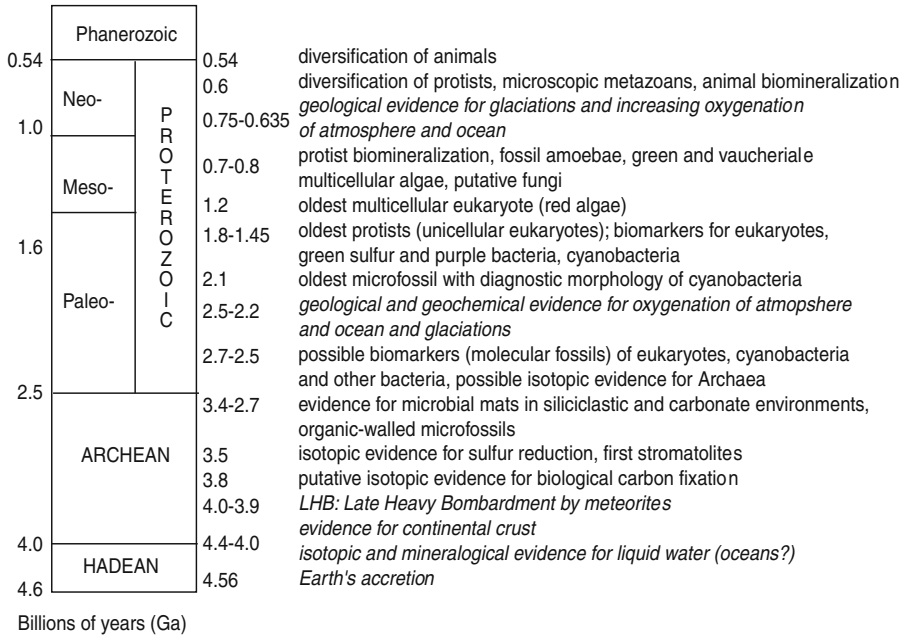 Phanerozoic
0.54 0.54 diversification of animals
0.6 diversification of protists, microscopic metazoans, animal biomineralization
Neo- geological evidence for glaciations and increasing oxygenation
1.0 0.75-0.635 of atmosphere and ocean
PROTEROZOIC
protist biomineralization, fossil amoebae, green and vaucheriale
0.7-0.8 multicellular algae, putative fungi
Meso-
1.2 oldest multicellular eukaryote (red algae)
1.6 1.8-1.45 oldest protists (unicellular eukaryotes); biomarkers for eukaryotes,
green sulfur and purple bacteria, cyanobacteria
2.1 oldest microfossil with diagnostic morphology of cyanobacteria
Paleo- 2.5-2.2 geological and geochemical evidence for oxygenation of atmopshere
and ocean and glaciations
2.7-2.5 possible biomarkers (molecular fossils) of eukaryotes, cyanobacteria
and other bacteria, possible isotopic evidence for Archaea
2.5 3.4-2.7 evidence for microbial mats in siliciclastic and carbonate environments,
organic-walled microfossils
ARCHEAN 3.5 isotopic evidence for sulfur reduction, first stromatolites
3.8 putative isotopic evidence for biological carbon fixation
4.0-3.9 LHB: Late Heavy Bombardment by meteorites
evidence for continental crust
4.0 4.4-4.0 isotopic and mineralogical evidence for liquid water (oceans?)
HADEAN
4.6 4.56 Earth's accretion
Billions of years (Ga)